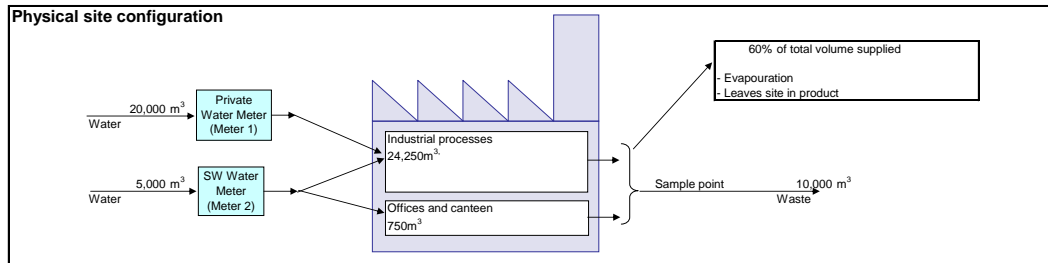 Physical site configuration
60% of total volume supplied
- Evapouration
- Leaves site in product
20,000 m³
Water
Private
Water Meter
(Meter 1)
Industrial processes
24,250m³·
5,000 m³
Water
SW Water
Meter
(Meter 2)
Sample point
10,000 m³
Waste
Offices and canteen
750m³